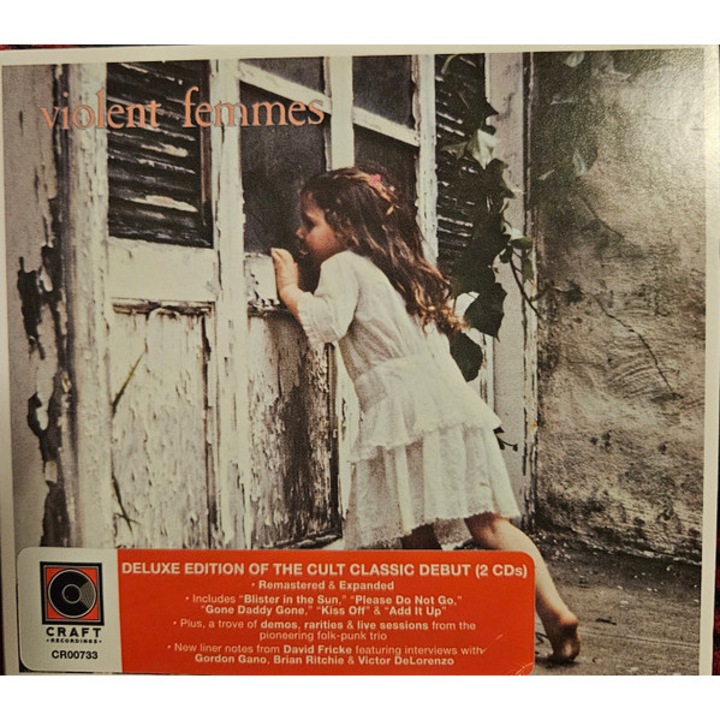 violent femmes
DELUXE EDITION OF THE CULT CLASSIC DEBUT (2 CDs)
• Remastered & Expanded
• Includes "Blister in the Sun," "Please Do Not Go,"
"Gone Daddy Gone," "Kiss Off" & "Add It Up"
• Plus, a trove of demos, rarities & live sessions from the
pioneering folk-punk trio
• New liner notes from David Fricke featuring interviews with
Gordon Gano, Brian Ritchie & Victor DeLorenzo
CRAFT
RECORDINGS
CR00733